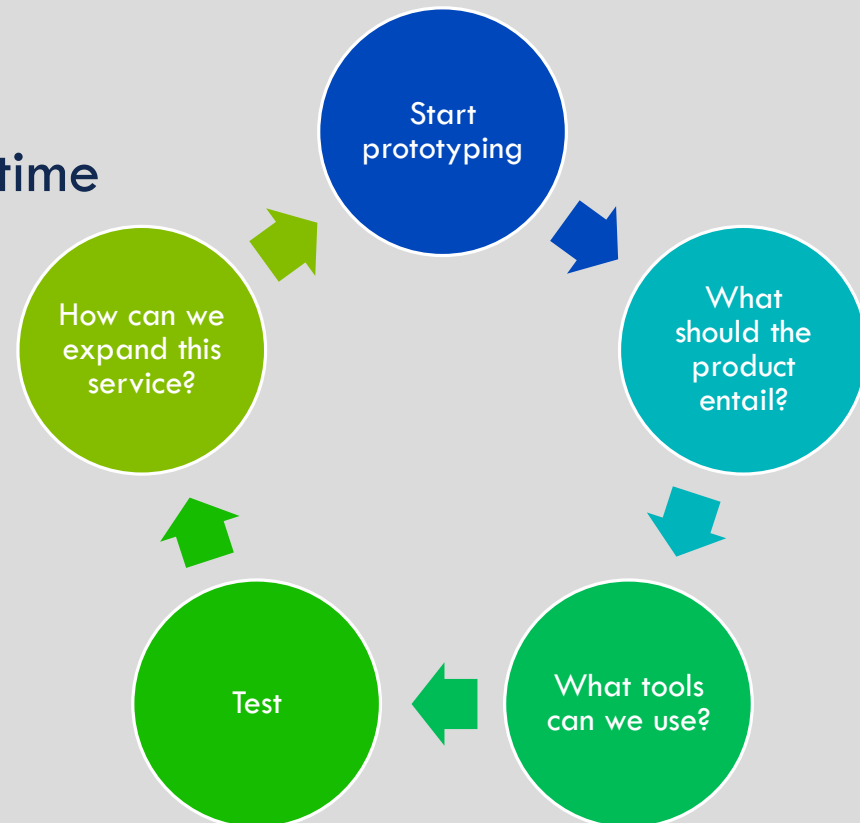 time
Start
prototyping
What
should the
product
entail?
What tools
can we use?
Test
How can we
expand this
service?